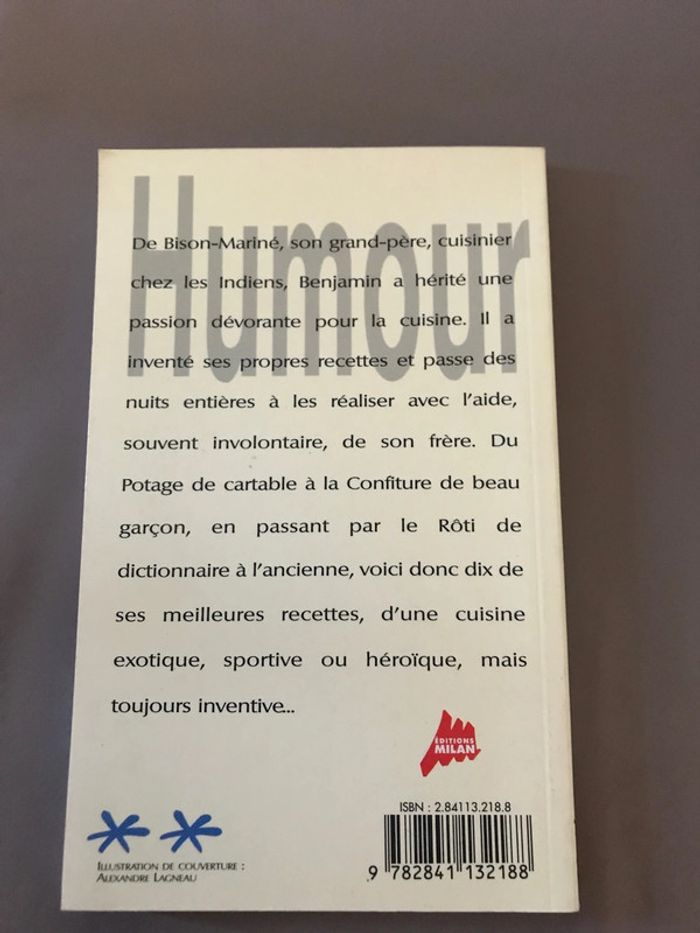 Humour
De Bison-Mariné, son grand-père, cuisinier
chez les Indiens, Benjamin a hérité une
passion dévorante pour la cuisine. Il a
inventé ses propres recettes et passe des
nuits entières à les réaliser avec l'aide,
souvent involontaire, de son frère. Du
Potage de cartable à la Confiture de beau
garçon, en passant par le Rôti de
dictionnaire à l'ancienne, voici donc dix de
ses meilleures recettes, d'une cuisine
exotique, sportive ou héroïque, mais
toujours inventive...
ÉDITIONS
MILAN
ISBN : 2.84113.218.8
9 782841 132188
ILLUSTRATION DE COUVERTURE :
ALEXANDRE LAGNEAU